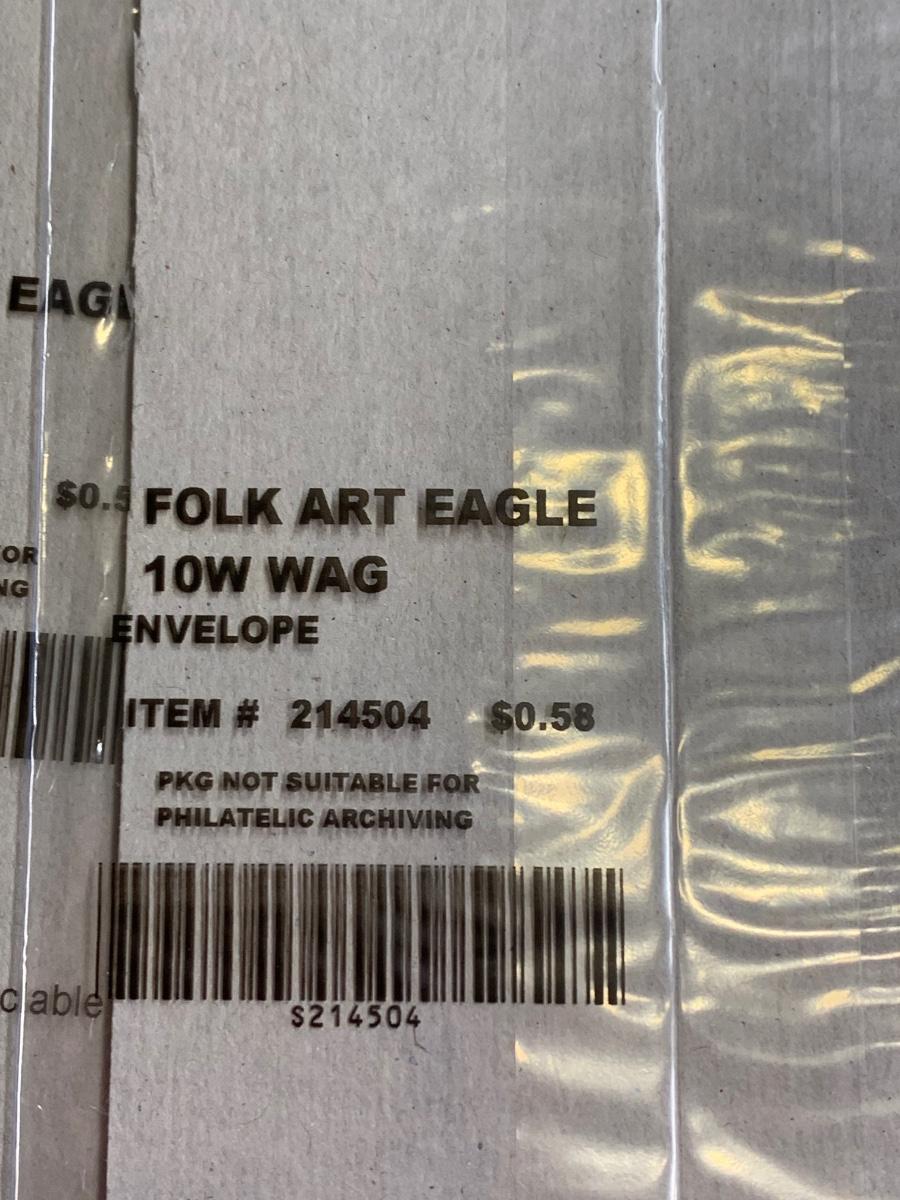 EAG
$0.5
OR
NG
c able
FOLK ART EAGLE
10W WAG
ENVELOPE
ITEM # 214504 $0.58
PKG NOT SUITABLE FOR
PHILATELIC ARCHIVING
S214504